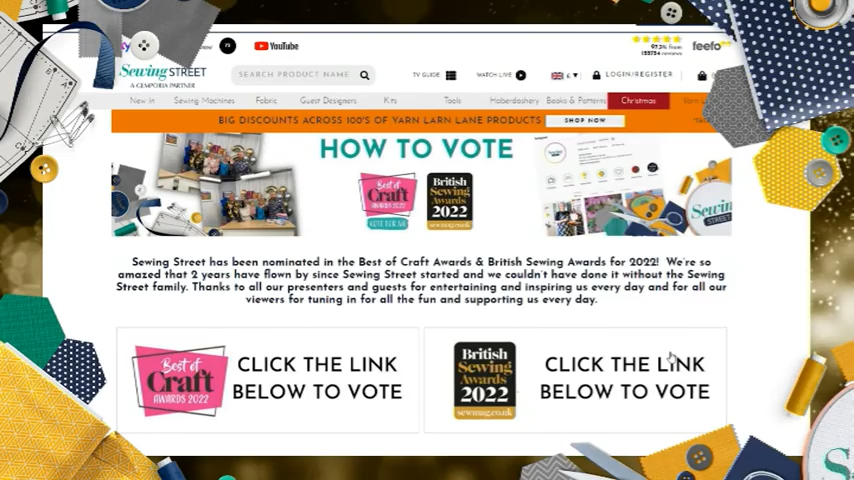 YouTube
97.3% from
reviews
feefo
Sewing STREET
A GEMPORIA PARTNER
SEARCH PRODUCT NAME
TV GUIDE
WATCH LIVE
£
LOGIN/REGISTER
New In
Sewing Machines
Fabric
Guest Designers
Kits
Tools
Haberdashery
Books & Patterns
Christmas
BIG DISCOUNTS ACROSS 100'S OF YARN LARN LANE PRODUCTS
SHOP NOW
HOW TO VOTE
Best of
Craft
AWARDS 2022
VOTE FOR ME
British
Sewing
Awards
2022
sewmag.co.uk
Sewing Street has been nominated in the Best of Craft Awards & British Sewing Awards for 2022! We're so
amazed that 2 years have flown by since Sewing Street started and we couldn't have done it without the Sewing
Street family. Thanks to all our presenters and guests for entertaining and inspiring us every day and for all our
viewers for tuning in for all the fun and supporting us every day.
Best of
Craft
AWARDS 2022
CLICK THE LINK
BELOW TO VOTE
British
Sewing
Awards
2022
sewmag.co.uk
CLICK THE LINK
BELOW TO VOTE